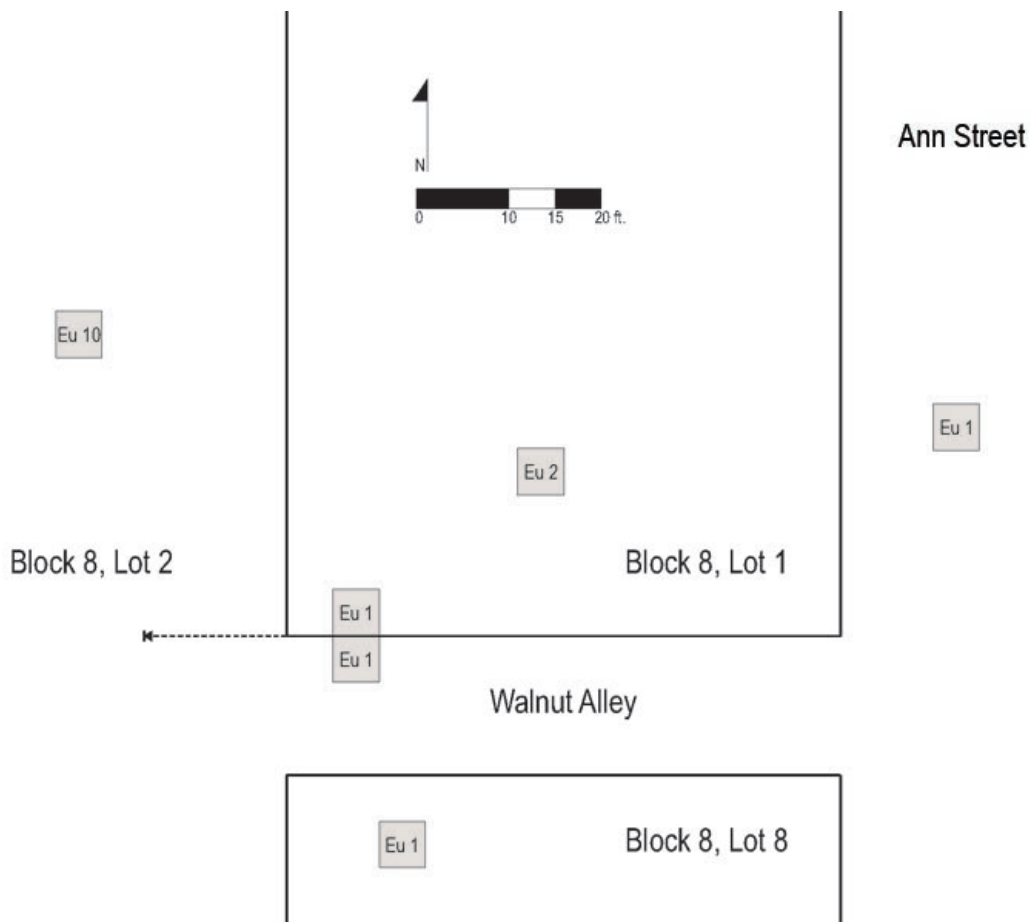 Ann Street
N
0 10 15 20 ft.
Eu 10
Eu 1
Eu 2
Block 8, Lot 2
Block 8, Lot 1
Eu 1
Eu 1
Walnut Alley
Eu 1
Block 8, Lot 8